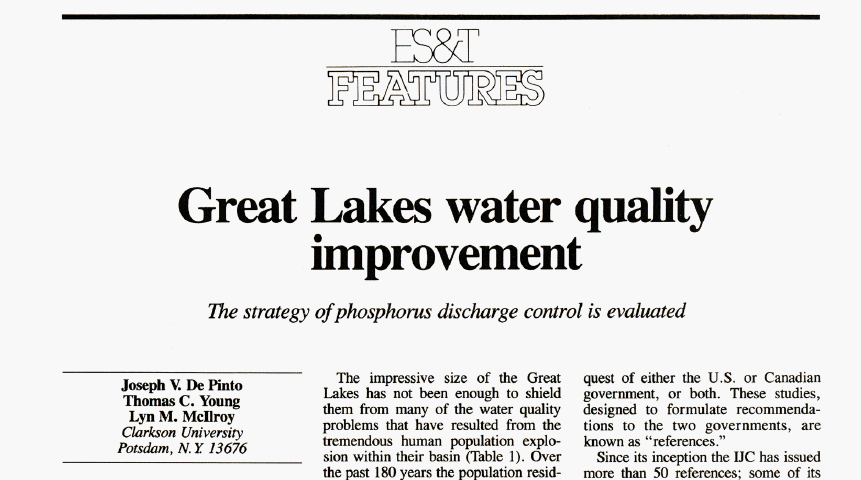 ES&T
FEATURES
Great Lakes water quality
improvement
The strategy of phosphorus discharge control is evaluated
Joseph V. De Pinto
Thomas C. Young
Lyn M. McIlroy
Clarkson University
Potsdam, N.Y. 13676
The impressive size of the Great
Lakes has not been enough to shield
them from many of the water quality
problems that have resulted from the
tremendous human population explo-
sion within their basin (Table 1). Over
the past 180 years the population resid-
quest of either the U.S. or Canadian
government, or both. These studies,
designed to formulate recommenda-
tions to the two governments, are
known as “references.”
Since its inception the IJC has issued
more than 50 references; some of its